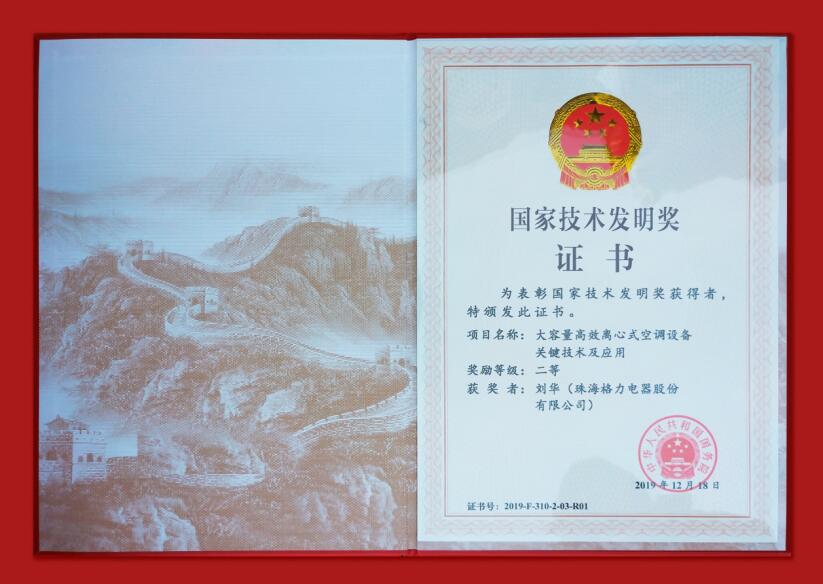 国家技术发明奖
证书
为表彰国家技术发明奖获得者，
特颁发此证书。
项目名称：大容量高效离心式空调设备
关键技术及应用
奖励等级：二等
获奖者：刘华（珠海格力电器股份
有限公司）
中华人民共和国国务院
2019年12月18日
证书号：2019-F-310-2-03-R01